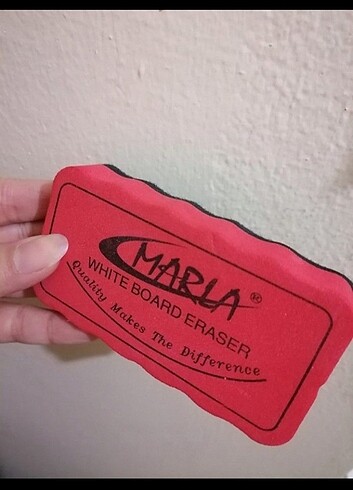 MARLA®
WHITE BOARD ERASER
Quality Makes The Difference